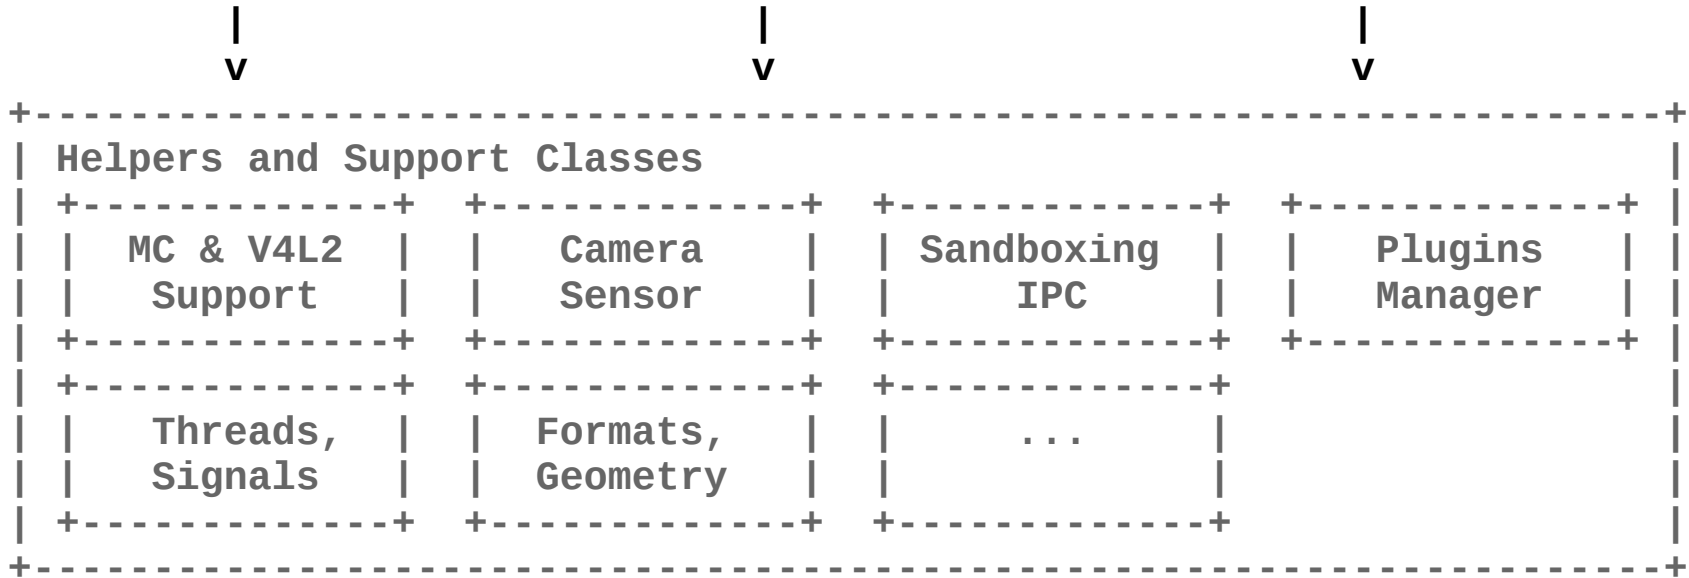 |                     |                        |
             v                     v                        v
+--------------------------------------------------------------------+
| Helpers and Support Classes                                        |
| +-------------+  +-------------+  +-------------+  +-------------+ |
| |  MC & V4L2  |  |   Camera    |  | Sandboxing  |  |   Plugins   | |
| |   Support   |  |   Sensor    |  |     IPC     |  |   Manager   | |
| +-------------+  +-------------+  +-------------+  +-------------+ |
| +-------------+  +-------------+  +-------------+                  |
| |   Threads,  |  |  Formats,   |  |     ...     |                  |
| |   Signals   |  |  Geometry   |  |             |                  |
| +-------------+  +-------------+  +-------------+                  |
+--------------------------------------------------------------------+